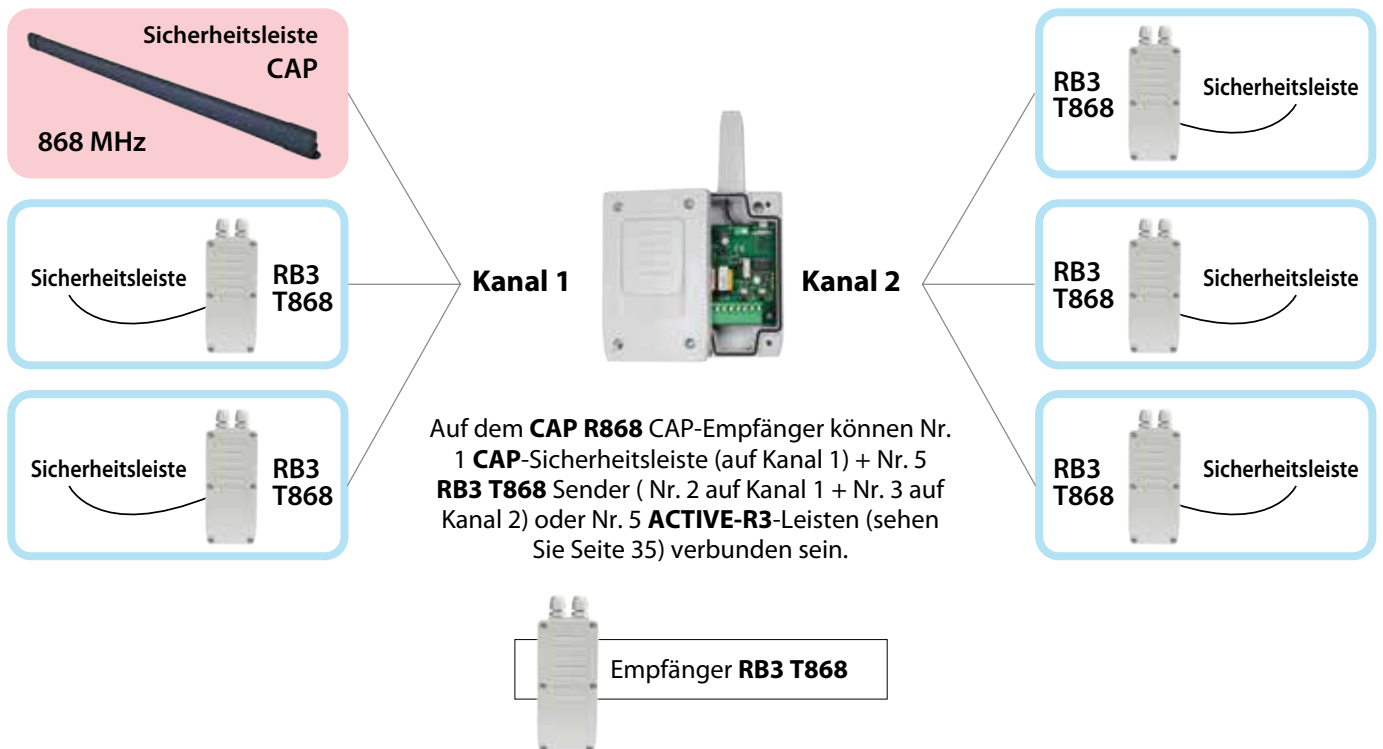 Sicherheitsleiste
CAP
868 MHz
Sicherheitsleiste
RB3
T868
Sicherheitsleiste
RB3
T868
Kanal 1
Kanal 2
RB3
T868
Sicherheitsleiste
RB3
T868
Sicherheitsleiste
RB3
T868
Sicherheitsleiste
Auf dem CAP R868 CAP-Empfänger können Nr.
1 CAP-Sicherheitsleiste (auf Kanal 1) + Nr. 5
RB3 T868 Sender ( Nr. 2 auf Kanal 1 + Nr. 3 auf
Kanal 2) oder Nr. 5 ACTIVE-R3-Leisten (sehen
Sie Seite 35) verbunden sein.
Empfänger RB3 T868